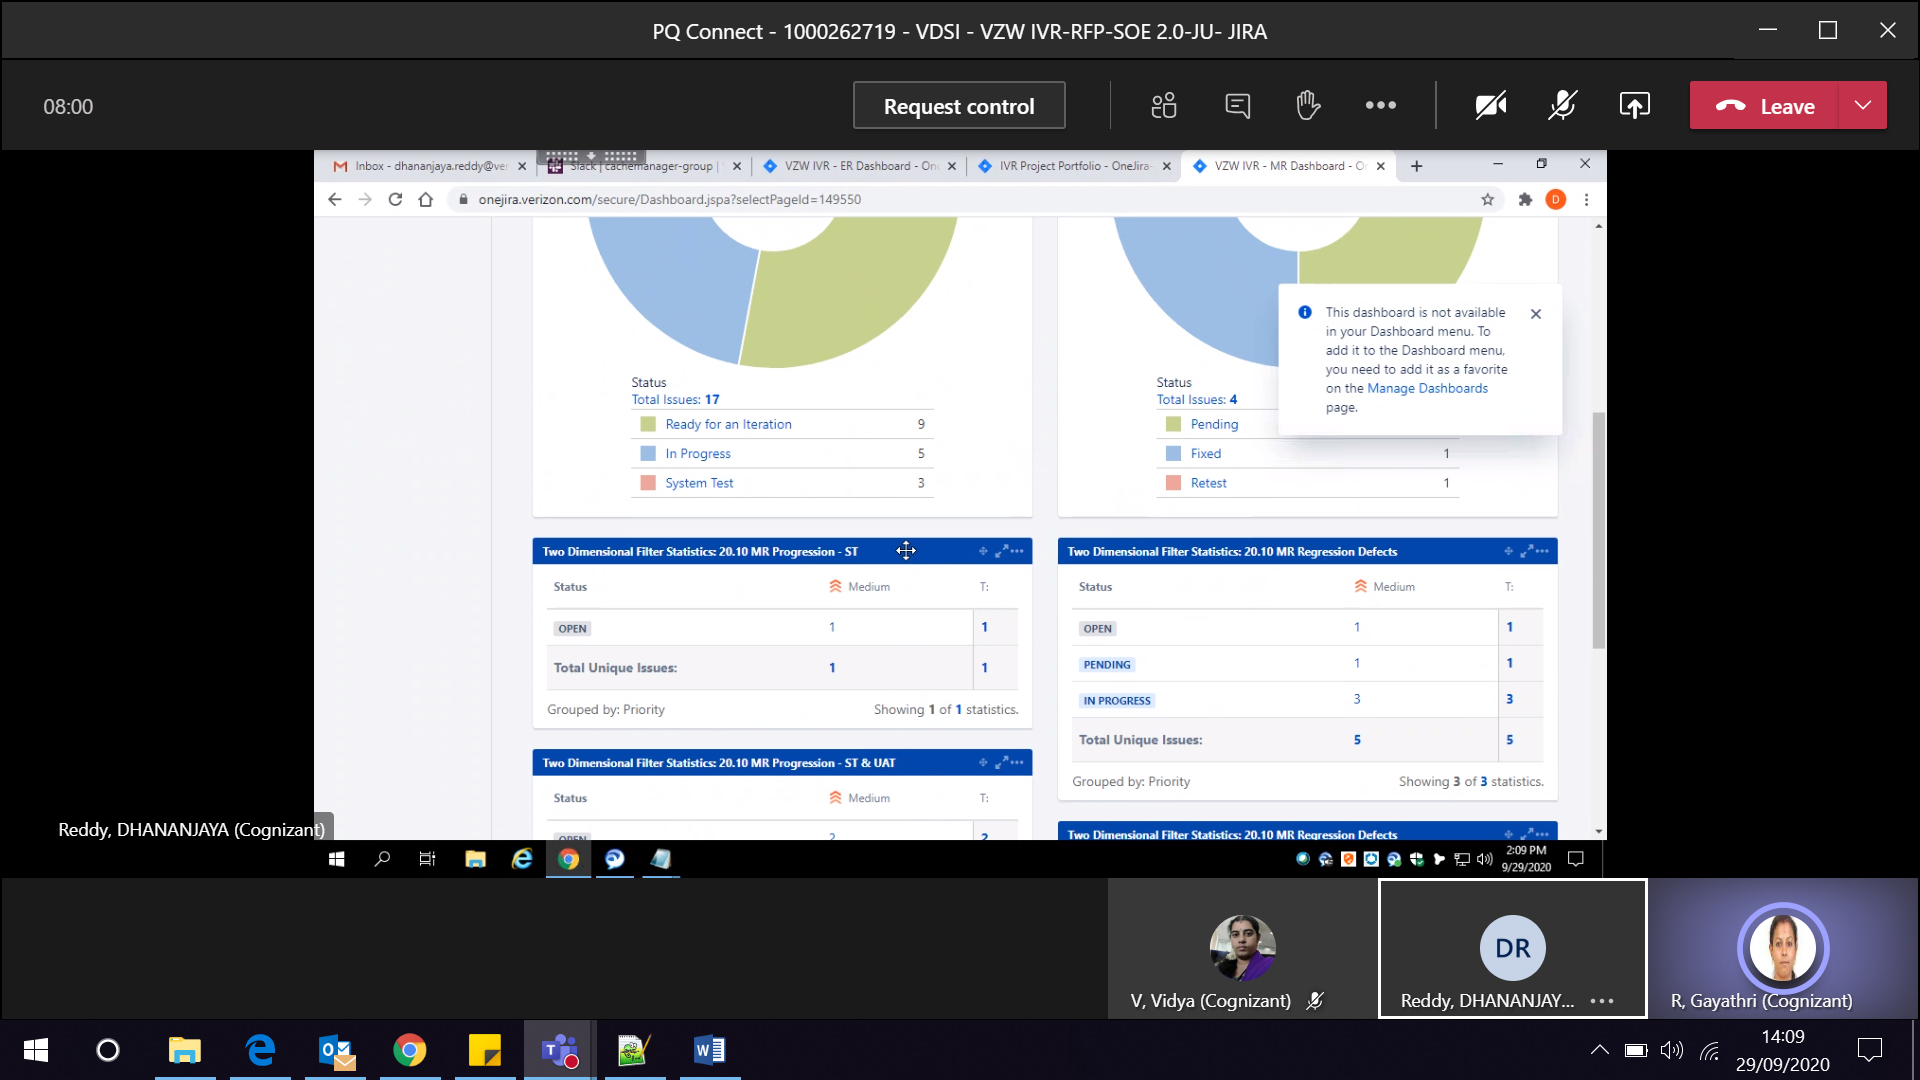 PQ Connect - 1000262719 - VDSI - VZW IVR-RFP-SOE 2.0-JU- JIRA
08:00
Request control
Leave
Inbox - dhananjaya.reddy@ve
Slack | cachemanager-group |
VZW IVR - ER Dashboard - On
IVR Project Portfolio - OneJira
VZW IVR - MR Dashboard - O
onejira.verizon.com/secure/Dashboard.jspa?selectPageId=149550
D
Status
Total Issues: 17
Ready for an Iteration 9
In Progress 5
System Test 3
Status
Total Issues: 4
Pending
Fixed 1
Retest 1
This dashboard is not available
in your Dashboard menu. To
add it to the Dashboard menu,
you need to add it as a favorite
on the Manage Dashboards
page.
Two Dimensional Filter Statistics: 20.10 MR Progression - ST
Status Medium T:
OPEN 1 1
Total Unique Issues: 1 1
Grouped by: Priority Showing 1 of 1 statistics.
Two Dimensional Filter Statistics: 20.10 MR Regression Defects
Status Medium T:
OPEN 1 1
PENDING 1 1
IN PROGRESS 3 3
Total Unique Issues: 5 5
Grouped by: Priority Showing 3 of 3 statistics.
Two Dimensional Filter Statistics: 20.10 MR Progression - ST & UAT
Status Medium T:
OPEN 2 2
Two Dimensional Filter Statistics: 20.10 MR Regression Defects
Reddy, DHANANJAYA (Cognizant)
2:09 PM
9/29/2020
V, Vidya (Cognizant)
DR
Reddy, DHANANJAY...
R, Gayathri (Cognizant)
14:09
29/09/2020